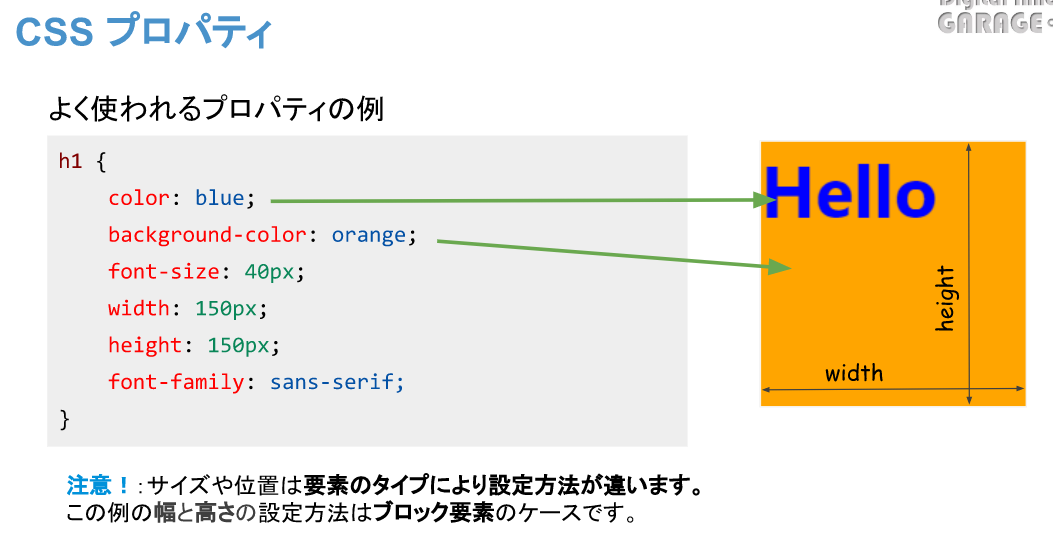 CSS プロパティ
GARAGE
よく使われるプロパティの例
h1 {
color: blue;
background-color: orange;
font-size: 40px;
width: 150px;
height: 150px;
font-family: sans-serif;
}
Hello
height
width
注意！：サイズや位置は要素のタイプにより設定方法が違います。
この例の幅と高さの設定方法はブロック要素のケースです。